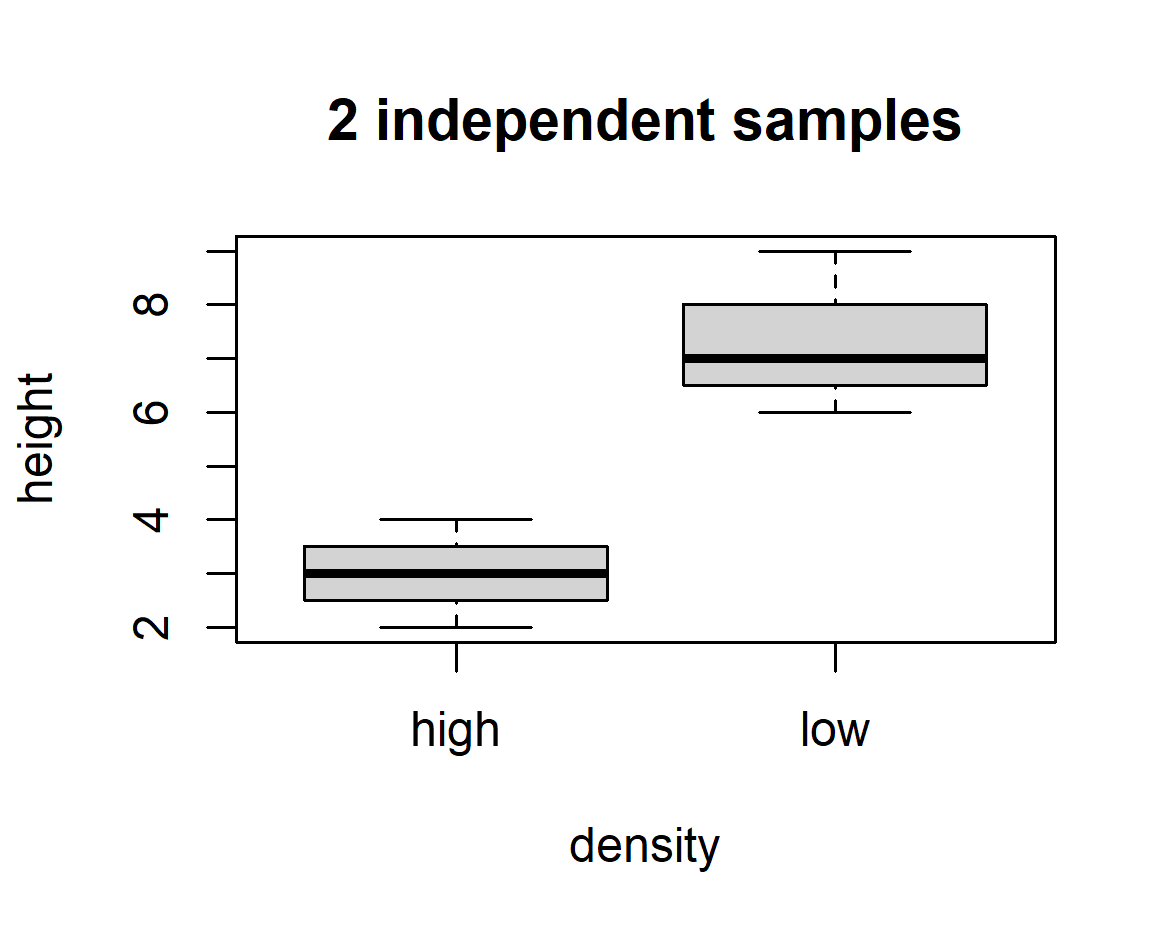 2 independent samples
height
8
6
4
2
high low
density